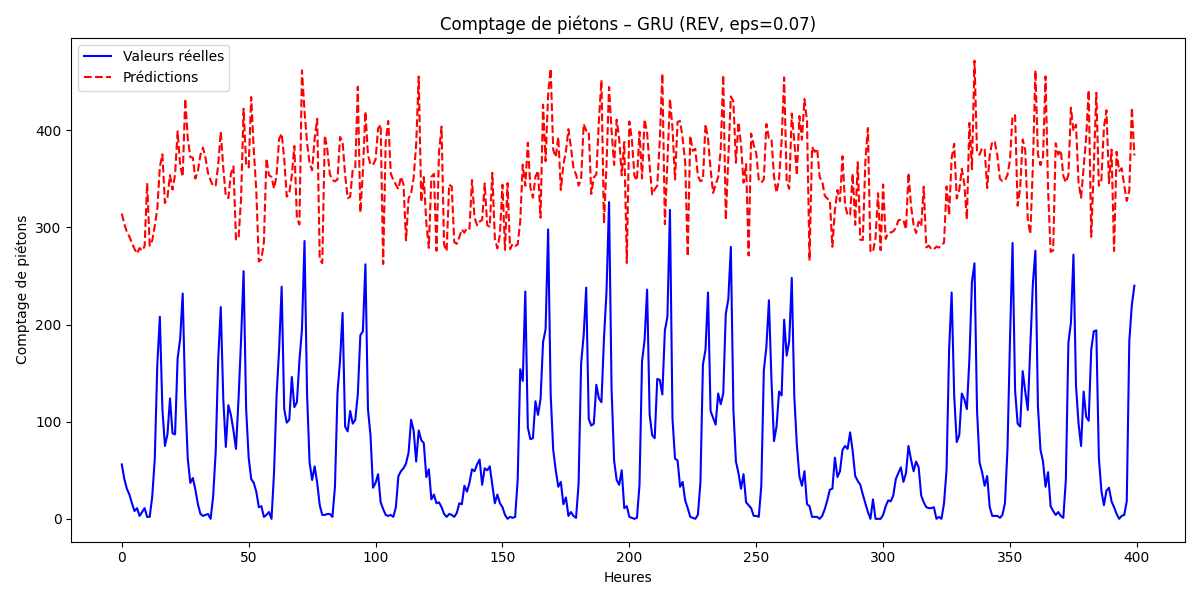 Comptage de piétons – GRU (REV, eps=0.07)
Valeurs réelles
Prédictions
Comptage de piétons
400
300
200
100
0
0 50 100 150 200 250 300 350 400
Heures